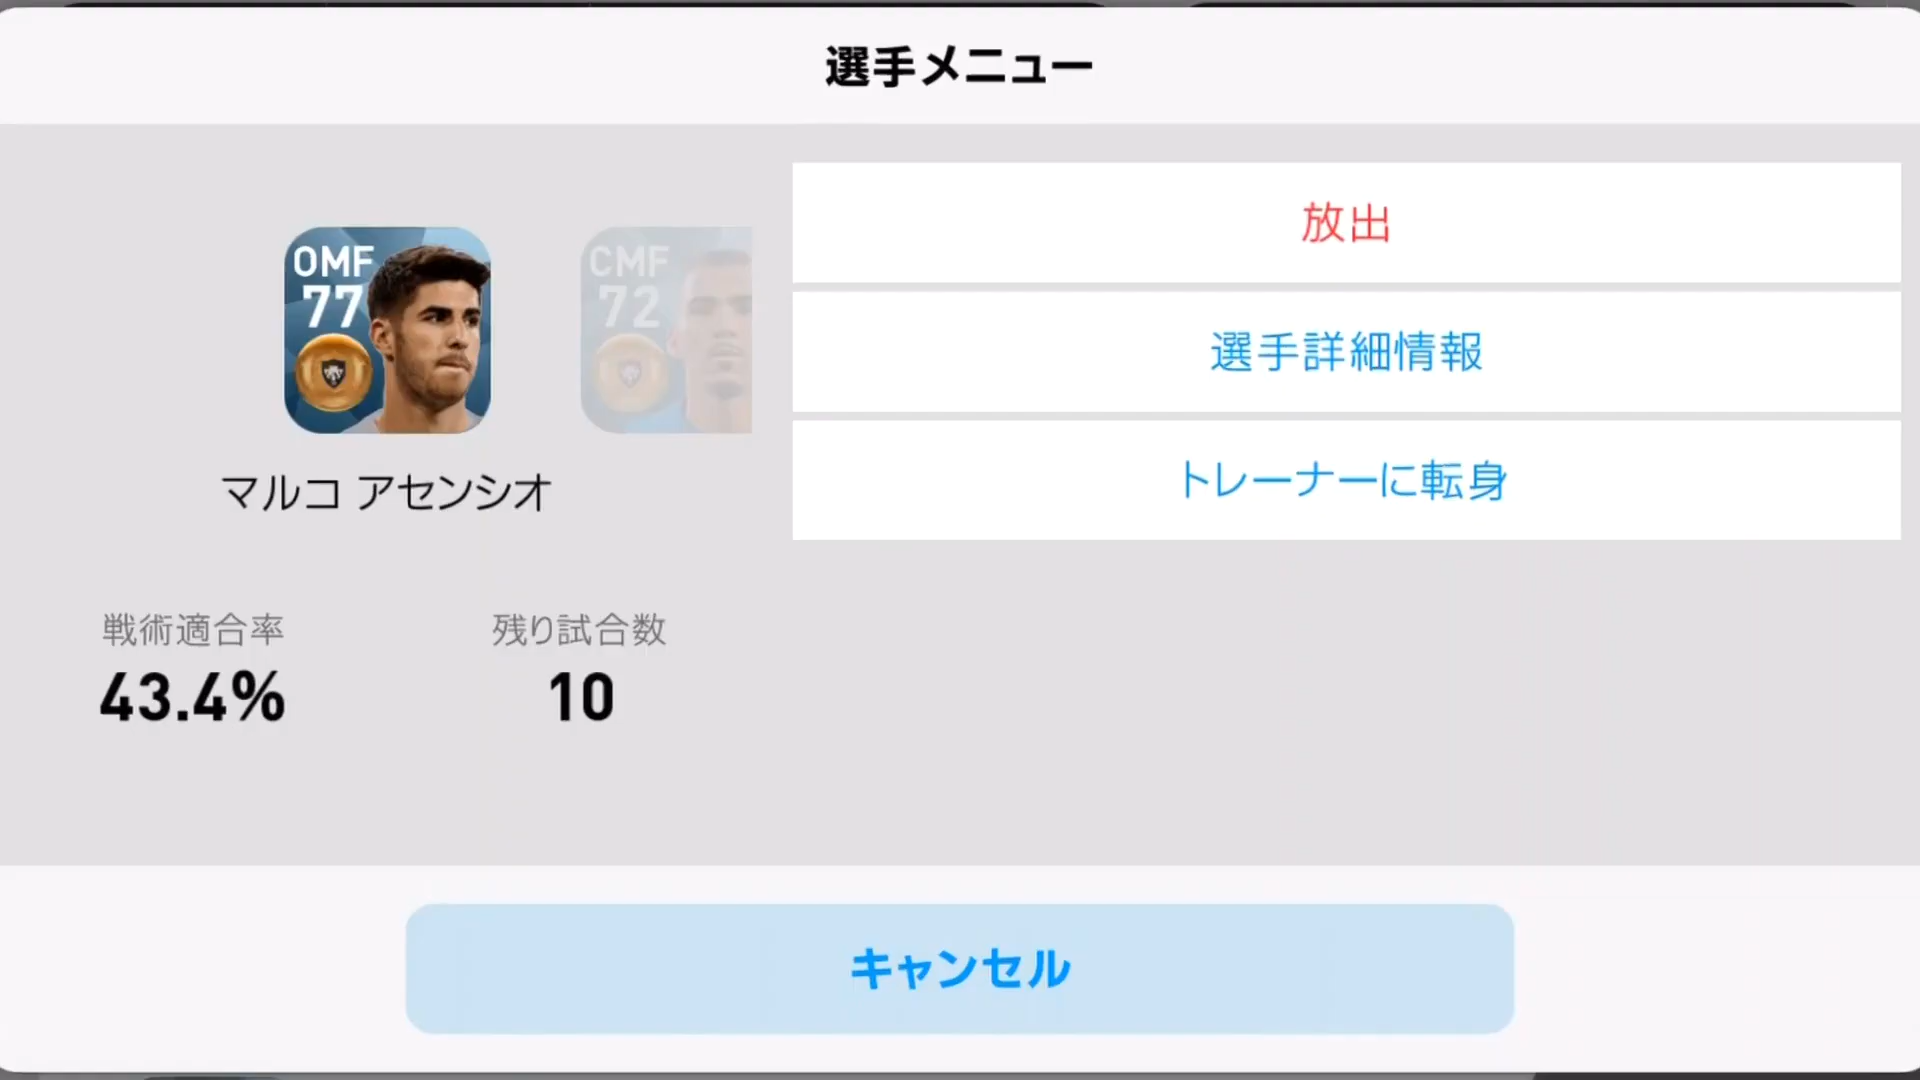 選手メニュー
OMF
77
CMF
72
マルコ アセンシオ
戦術適合率
43.4%
残り試合数
10
放出
選手詳細情報
トレーナーに転身
キャンセル